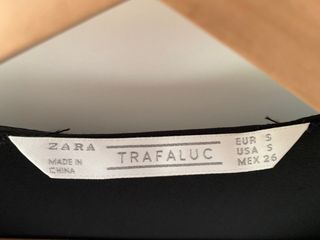 ZARA
MADE IN
CHINA
TRAFALUC
EUR S
USA S
MEX 26